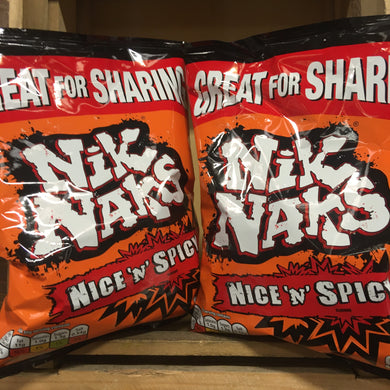 GREAT FOR SHARING
NIK
NAKS
NICE 'N' SPICY
GREAT FOR SHARING
NIK
NAKS
NICE 'N' SPICY